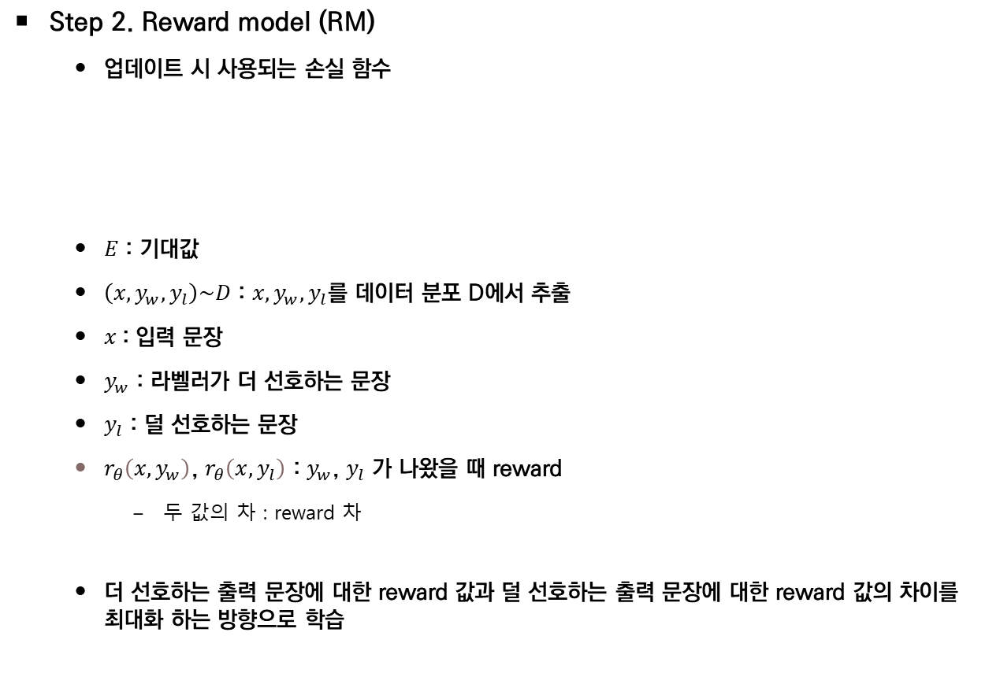 ■ Step 2. Reward model (RM)
• 업데이트 시 사용되는 손실 함수
• E : 기대값
• (x, y_w, y_l)~D : x, y_w, y_l를 데이터 분포 D에서 추출
• x : 입력 문장
• y_w : 라벨러가 더 선호하는 문장
• y_l : 덜 선호하는 문장
• r_θ(x, y_w), r_θ(x, y_l) : y_w, y_l 가 나왔을 때 reward
– 두 값의 차 : reward 차
• 더 선호하는 출력 문장에 대한 reward 값과 덜 선호하는 출력 문장에 대한 reward 값의 차이를
최대화 하는 방향으로 학습